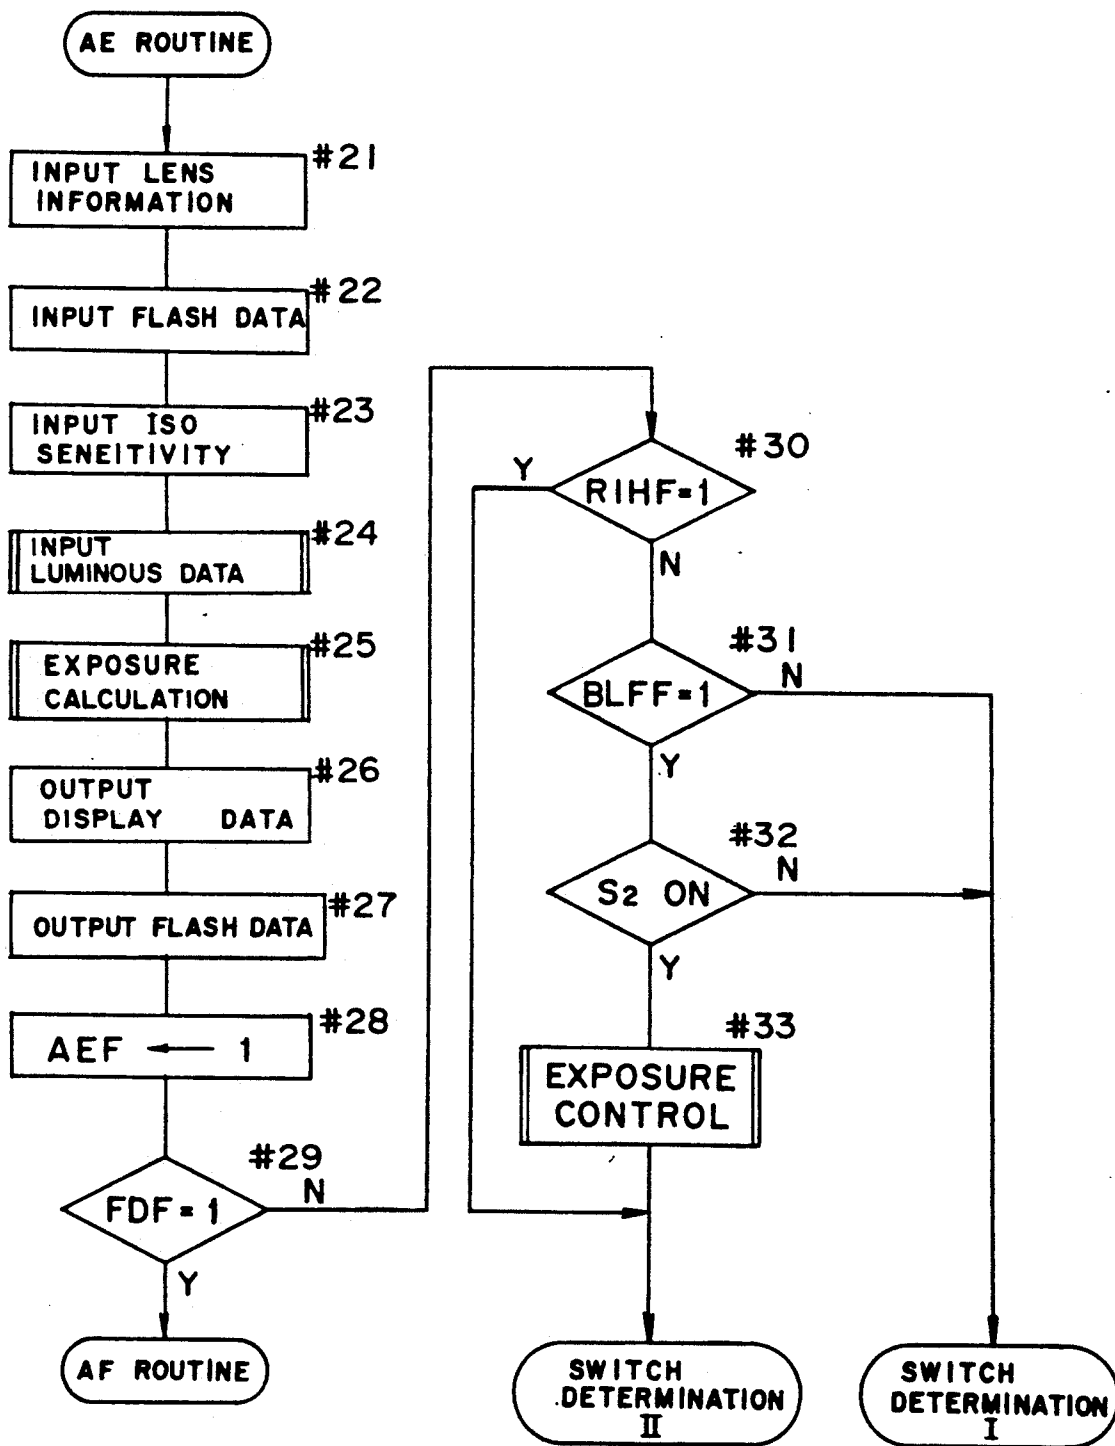 AE ROUTINE
#21
INPUT LENS
INFORMATION
#22
INPUT FLASH DATA
#23
INPUT ISO
SENEITIVITY
#24
INPUT
LUMINOUS DATA
#25
EXPOSURE
CALCULATION
#26
OUTPUT
DISPLAY DATA
#27
OUTPUT FLASH DATA
#28
AEF ← 1
#29
FDF = 1
N
Y
AF ROUTINE
#30
Y
RIHF = 1
N
#31
BLFF = 1
N
Y
#32
S2 ON
N
Y
#33
EXPOSURE
CONTROL
SWITCH
DETERMINATION
II
SWITCH
DETERMINATION
I